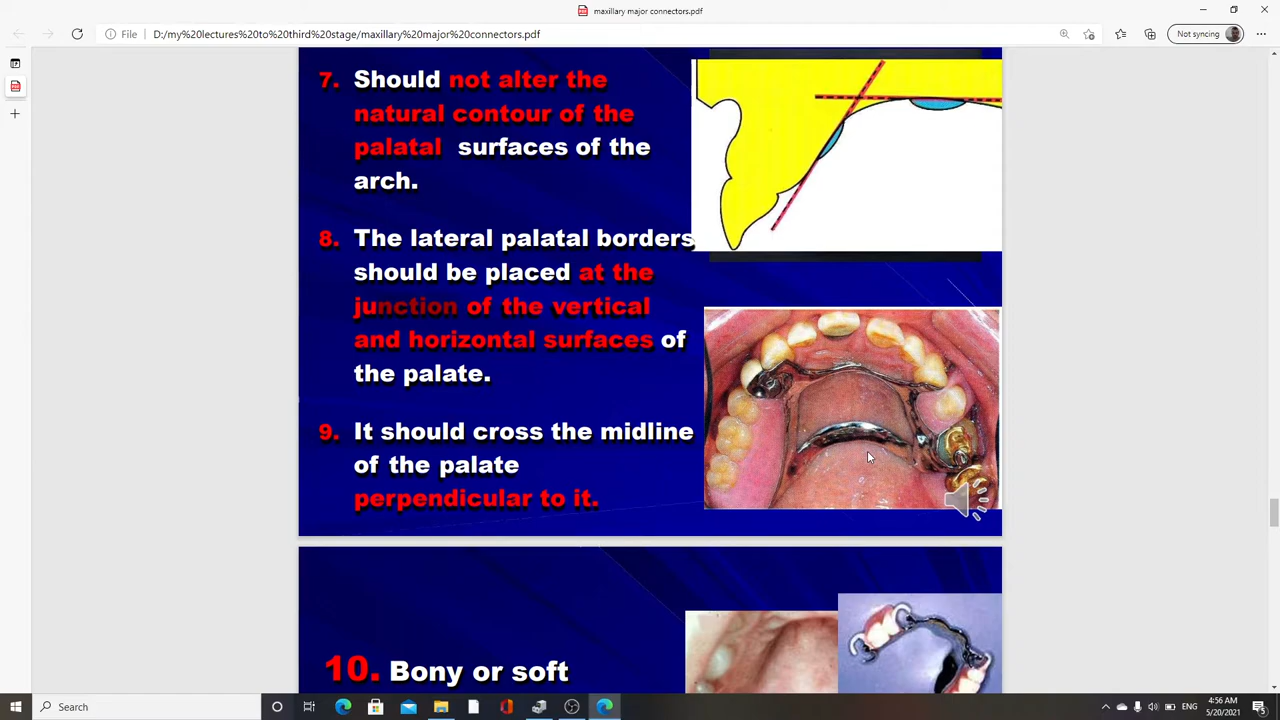 maxillary major connectors.pdf
File
D:/my%20lectures%20to%20third%20stage/maxillary%20major%20connectors.pdf
Not syncing
7. Should not alter the
natural contour of the
palatal surfaces of the
arch.
8. The lateral palatal borders
should be placed at the
junction of the vertical
and horizontal surfaces of
the palate.
9. It should cross the midline
of the palate
perpendicular to it.
10. Bony or soft
Search
ENG
4:56 AM
5/20/2021
5